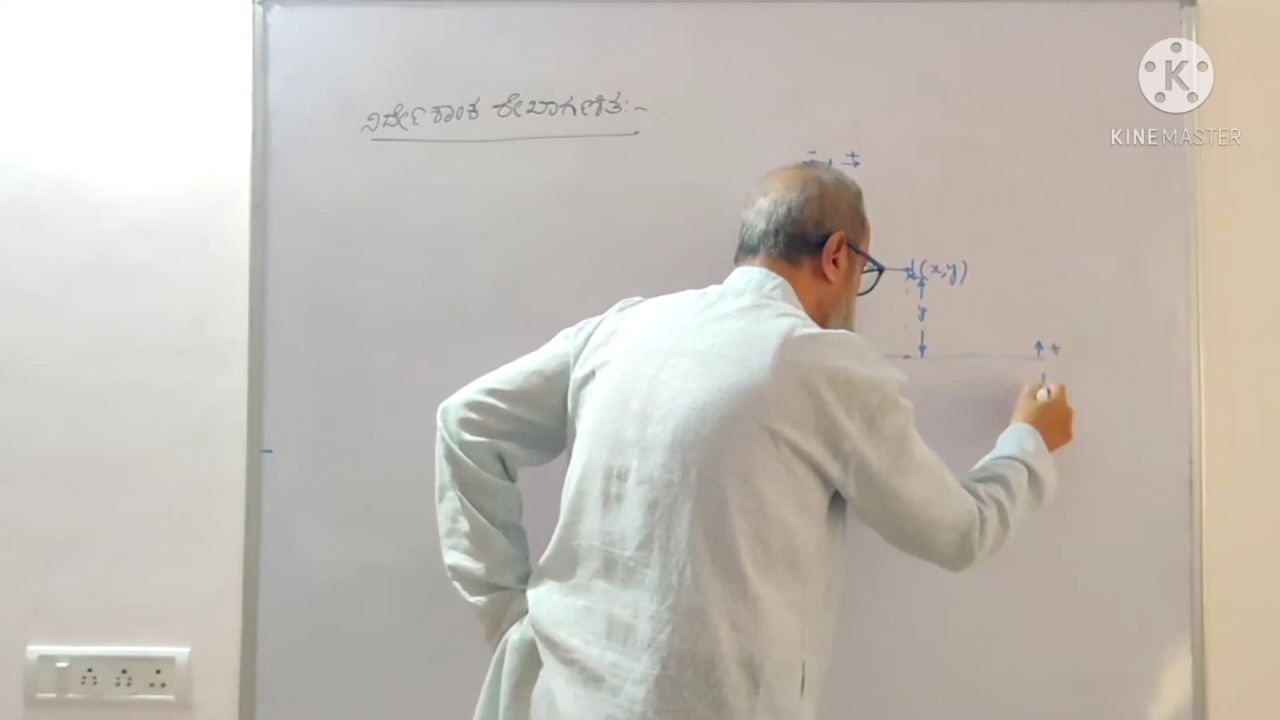 ನಿರ್ದೇಶಾಂಕ ರೇಖಾಗಣಿತ:-
- +
(x,y)
y
+
K
KINEMASTER